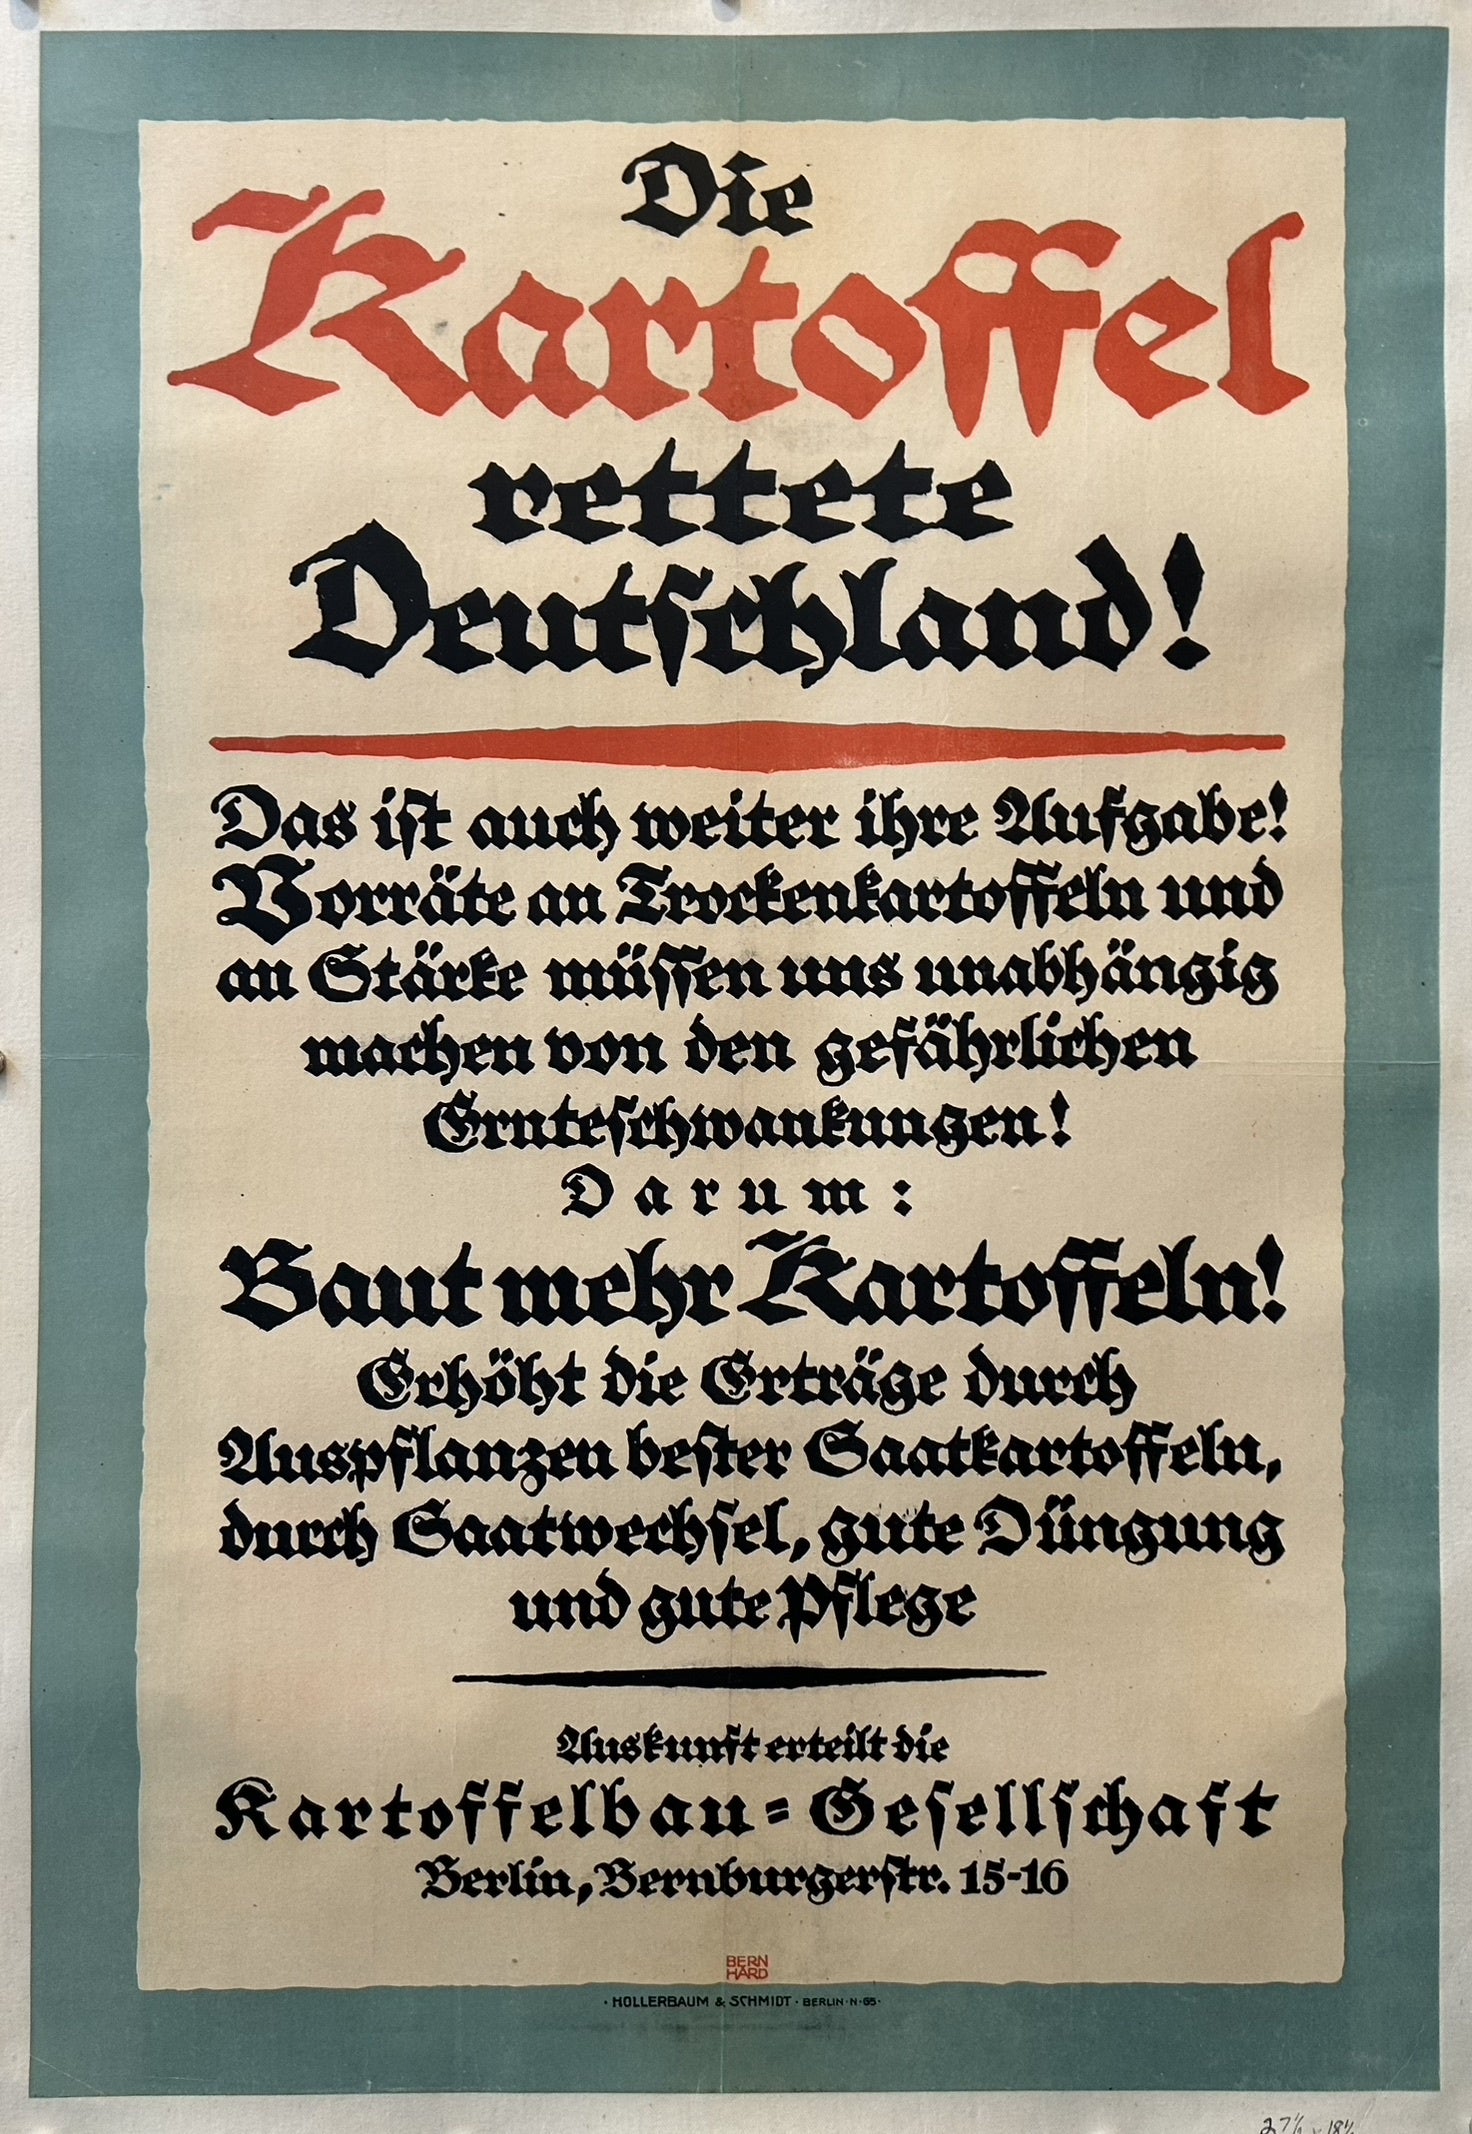 Die
Kartoffel
rettete
Deutschland!
Das ist auch weiter ihre Aufgabe!
Vorräte an Trockenkartoffeln und
an Stärke müssen uns unabhängig
machen von den gefährlichen
Ernteschwankungen!
Darum:
Baut mehr Kartoffeln!
Erhöht die Erträge durch
Auspflanzen bester Saatkartoffeln,
durch Saatwechsel, gute Düngung
und gute Pflege
Auskunft erteilt die
Kartoffelbau-Gesellschaft
Berlin, Bernburgerstr. 15-16
BERN
HARD
· HOLLERBAUM & SCHMIDT · BERLIN · N · 65 ·